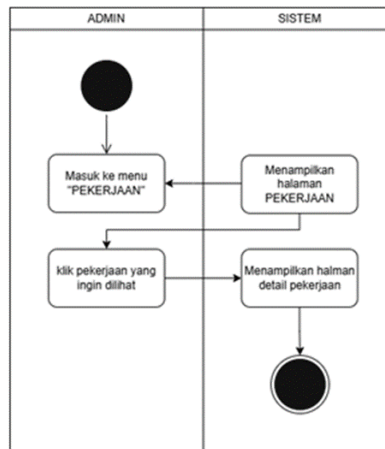 ADMIN
SISTEM
Masuk ke menu
"PEKERJAAN"
Menampilkan
halaman
PEKERJAAN
klik pekerjaan yang
ingin dilihat
Menampilkan halman
detail pekerjaan